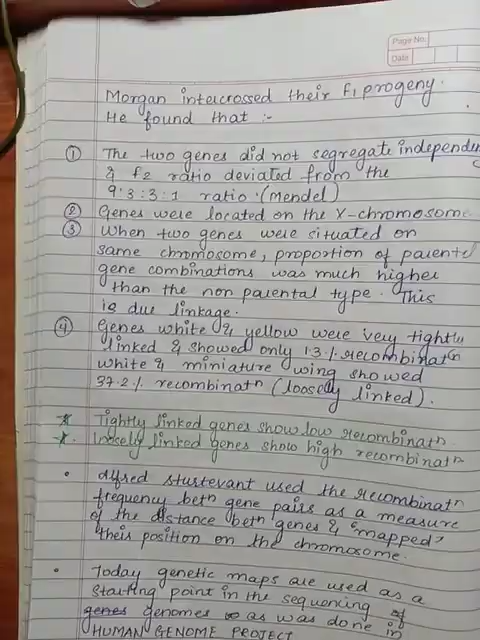 Page No.
Date
Morgan intercrossed their F1 progeny.
He found that :-
① The two genes did not segregate independen
& f2 ratio deviated from the
9:3:3:1 ratio. (Mendel)
② Genes were located on the X-chromosome
③ When two genes were situated on
same chromosome, proportion of parental
gene combinations was much higher
than the non parental type. This
is due linkage.
④ Genes white & yellow were very tightly
linked & showed only 1.3% recombinatn
white & miniature wing showed
37.2% recombinatn (loosely linked).
* Tightly linked genes show low recombinatn.
* Loosely linked genes show high recombinatn
• Alfred sturtevant used the recombinatn
frequency betn gene pairs as a measure
of the distance betn genes & 'mapped'
their position on the chromosome.
• Today genetic maps are used as a
starting point in the sequencing of
genomes as was done in
HUMAN GENOME PROJECT